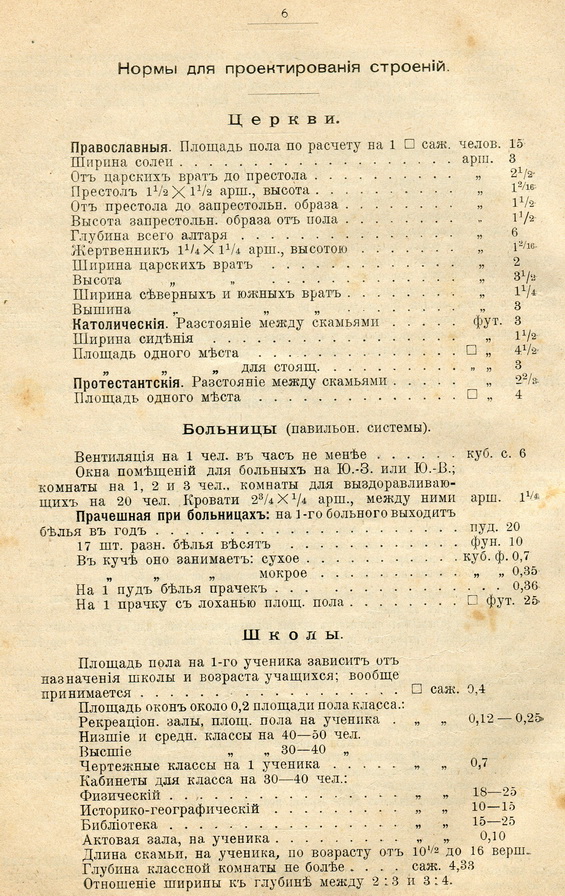 6
Нормы для проектированія строеній.
Церкви.
Православныя. Площадь пола по расчету на 1 □ саж. челов. 15
Ширина солеи . . . . . . . . . . . . . . . . арш. 3
Отъ царскихъ вратъ до престола . . . . . . . . . . „ 2½
Престолъ 1½ × 1½ арш., высота . . . . . . . . . . „ 1²/₁₆
Отъ престола до запрестольн. образа . . . . . . . . „ 1½
Высота запрестольн. образа отъ пола . . . . . . . . „ 1½
Глубина всего алтаря . . . . . . . . . . . . . . „ 6
Жертвенникъ 1¼ × 1¼ арш., высотою . . . . . . . . „ 1²/₁₆
Ширина царскихъ вратъ . . . . . . . . . . . . . „ 2
Высота „ „ . . . . . . . . . . . . . . „ 3½
Ширина сѣверныхъ и южныхъ вратъ . . . . . . . . „ 1¼
Вышина „ „ „ . . . . . . . . „ 3
Католическія. Разстояніе между скамьями . . . . . . фут. 3
Ширина сидѣнія . . . . . . . . . . . . . . . . „ 1½
Площадь одного мѣста . . . . . . . . . . . . . □ „ 4½
„ „ „ для стоящ. . . . . . . . . . „ „ 3
Протестантскія. Разстояніе между скамьями . . . . . „ 2²/₃
Площадь одного мѣста . . . . . . . . . . . . . □ „ 4
Больницы (павильон. системы).
Вентиляція на 1 чел. въ часъ не менѣе . . . . . . куб. с. 6
Окна помѣщеній для больныхъ на Ю.-З. или Ю.-В.;
комнаты на 1, 2 и 3 чел., комнаты для выздоравливаю-
щихъ на 20 чел. Кровати 2¾ × ¼ арш., между ними арш. 1¼
Прачешная при больницахъ: на 1-го больного выходитъ
бѣлья въ годъ . . . . . . . . . . . . . . . . . пуд. 20
17 шт. разн. бѣлья вѣсятъ . . . . . . . . . . . фун. 10
Въ кучѣ оно занимаетъ: сухое . . . . . . . . . . куб. ф. 0,7
„ „ „ мокрое . . . . . . . . . . „ „ 0,35
На 1 пудъ бѣлья прачекъ . . . . . . . . . . . . . . 0,36
На 1 прачку съ лоханью площ. пола . . . . . . . . □ фут. 25
Школы.
Площадь пола на 1-го ученика зависитъ отъ
назначенія школы и возраста учащихся; вообще
принимается . . . . . . . . . . . . . . . . □ саж. 0,4
Площадь оконъ около 0,2 площади пола класса.:
Рекреаціон. залы, площ. пола на ученика . „ „ 0,12—0,25
Низшіе и средн. классы на 40—50 чел.
Высшіе „ „ 30—40 „
Чертежные классы на 1 ученика . . . . . . „ „ 0,7
Кабинеты для класса на 30—40 чел.:
Физическій . . . . . . . . . . . . . . . „ „ 18—25
Историко-географическій . . . . . . . . . „ „ 10—15
Библіотека . . . . . . . . . . . . . . . „ „ 15—25
Актовая зала, на ученика . . . . . . . . . „ „ 0,10
Длина скамьи, на ученика, по возрасту отъ 10½ до 16 верш.
Глубина классной комнаты не болѣе . . . . саж. 4,33
Отношеніе ширины къ глубинѣ между 2 : 3 и 3 : 4.